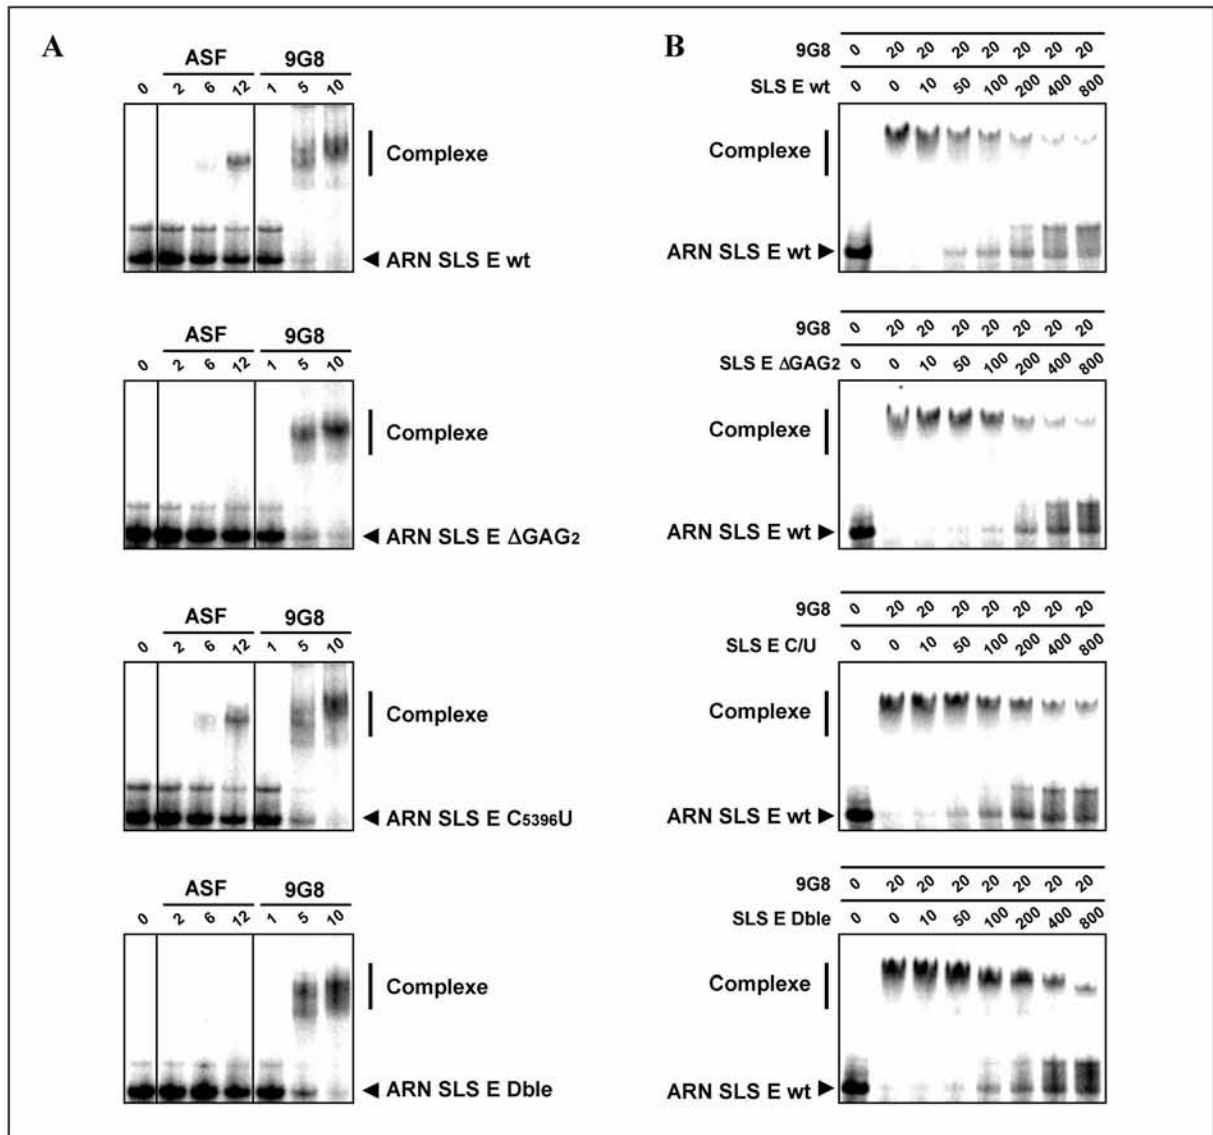 A
ASF 9G8
0 2 6 12 1 5 10
Complexe
ARN SLS E wt
ASF 9G8
0 2 6 12 1 5 10
Complexe
ARN SLS E ΔGAG2
ASF 9G8
0 2 6 12 1 5 10
Complexe
ARN SLS E C5396U
ASF 9G8
0 2 6 12 1 5 10
Complexe
ARN SLS E Dble
B
9G8 0 20 20 20 20 20 20 20
SLS E wt 0 0 10 50 100 200 400 800
Complexe
ARN SLS E wt
9G8 0 20 20 20 20 20 20 20
SLS E ΔGAG2 0 0 10 50 100 200 400 800
Complexe
ARN SLS E wt
9G8 0 20 20 20 20 20 20 20
SLS E C/U 0 0 10 50 100 200 400 800
Complexe
ARN SLS E wt
9G8 0 20 20 20 20 20 20 20
SLS E Dble 0 0 10 50 100 200 400 800
Complexe
ARN SLS E wt